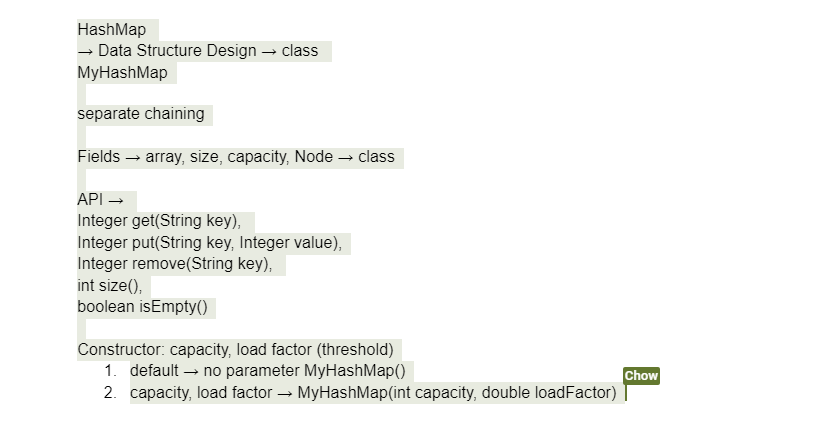 HashMap
→ Data Structure Design → class
MyHashMap
separate chaining
Fields → array, size, capacity, Node → class
API →
Integer get(String key),
Integer put(String key, Integer value),
Integer remove(String key),
int size(),
boolean isEmpty()
Constructor: capacity, load factor (threshold)
1. default → no parameter MyHashMap()
Chow
2. capacity, load factor → MyHashMap(int capacity, double loadFactor)